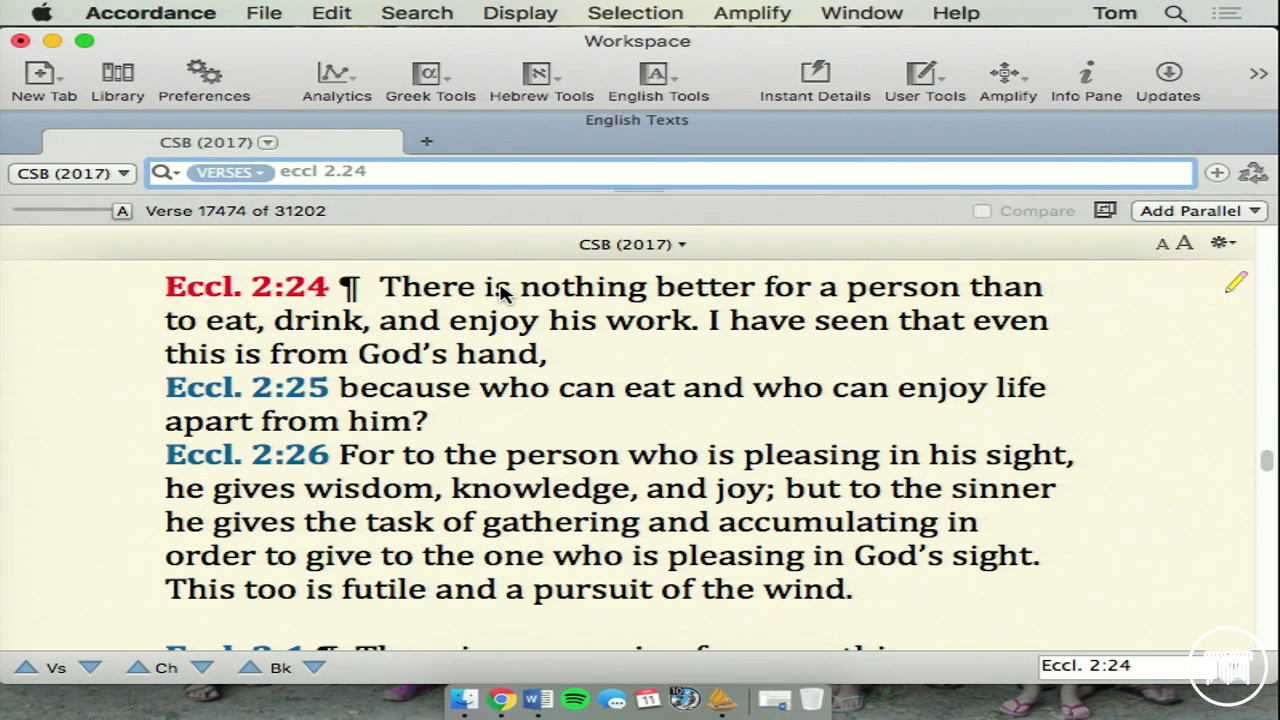 Accordance File Edit Search Display Selection Amplify Window Help Tom
Workspace
New Tab Library Preferences Analytics Greek Tools Hebrew Tools English Tools Instant Details User Tools Amplify Info Pane Updates
English Texts
CSB (2017)
CSB (2017) VERSES eccl 2.24
A Verse 17474 of 31202 Compare Add Parallel
CSB (2017) A A
Eccl. 2:24 ¶ There is nothing better for a person than
to eat, drink, and enjoy his work. I have seen that even
this is from God’s hand,
Eccl. 2:25 because who can eat and who can enjoy life
apart from him?
Eccl. 2:26 For to the person who is pleasing in his sight,
he gives wisdom, knowledge, and joy; but to the sinner
he gives the task of gathering and accumulating in
order to give to the one who is pleasing in God’s sight.
This too is futile and a pursuit of the wind.
Vs Ch Bk Eccl. 2:24
11 10